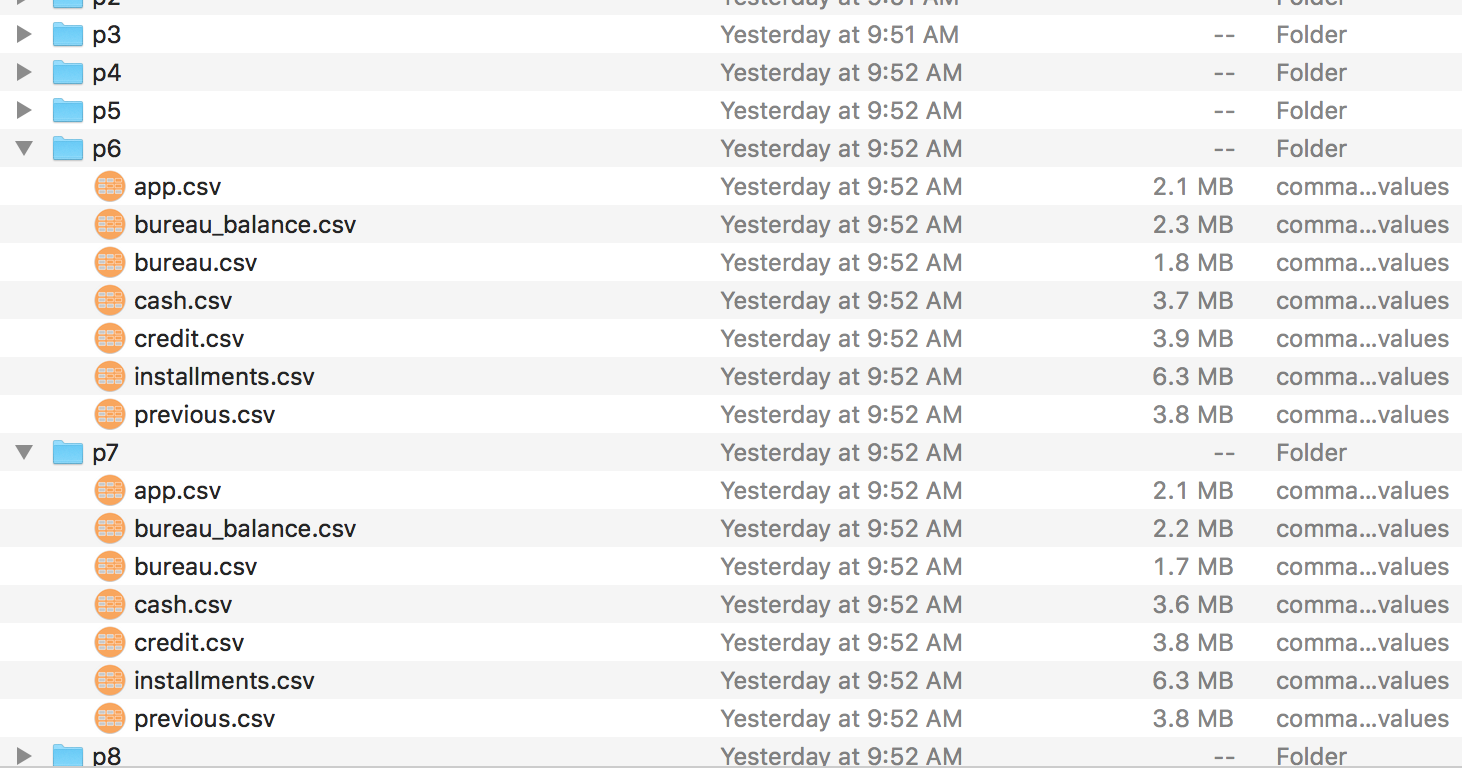 p2 Yesterday at 9:51 AM -- Folder
p3 Yesterday at 9:51 AM -- Folder
p4 Yesterday at 9:52 AM -- Folder
p5 Yesterday at 9:52 AM -- Folder
p6 Yesterday at 9:52 AM -- Folder
app.csv Yesterday at 9:52 AM 2.1 MB comma...values
bureau_balance.csv Yesterday at 9:52 AM 2.3 MB comma...values
bureau.csv Yesterday at 9:52 AM 1.8 MB comma...values
cash.csv Yesterday at 9:52 AM 3.7 MB comma...values
credit.csv Yesterday at 9:52 AM 3.9 MB comma...values
installments.csv Yesterday at 9:52 AM 6.3 MB comma...values
previous.csv Yesterday at 9:52 AM 3.8 MB comma...values
p7 Yesterday at 9:52 AM -- Folder
app.csv Yesterday at 9:52 AM 2.1 MB comma...values
bureau_balance.csv Yesterday at 9:52 AM 2.2 MB comma...values
bureau.csv Yesterday at 9:52 AM 1.7 MB comma...values
cash.csv Yesterday at 9:52 AM 3.6 MB comma...values
credit.csv Yesterday at 9:52 AM 3.8 MB comma...values
installments.csv Yesterday at 9:52 AM 6.3 MB comma...values
previous.csv Yesterday at 9:52 AM 3.8 MB comma...values
p8 Yesterday at 9:52 AM -- Folder